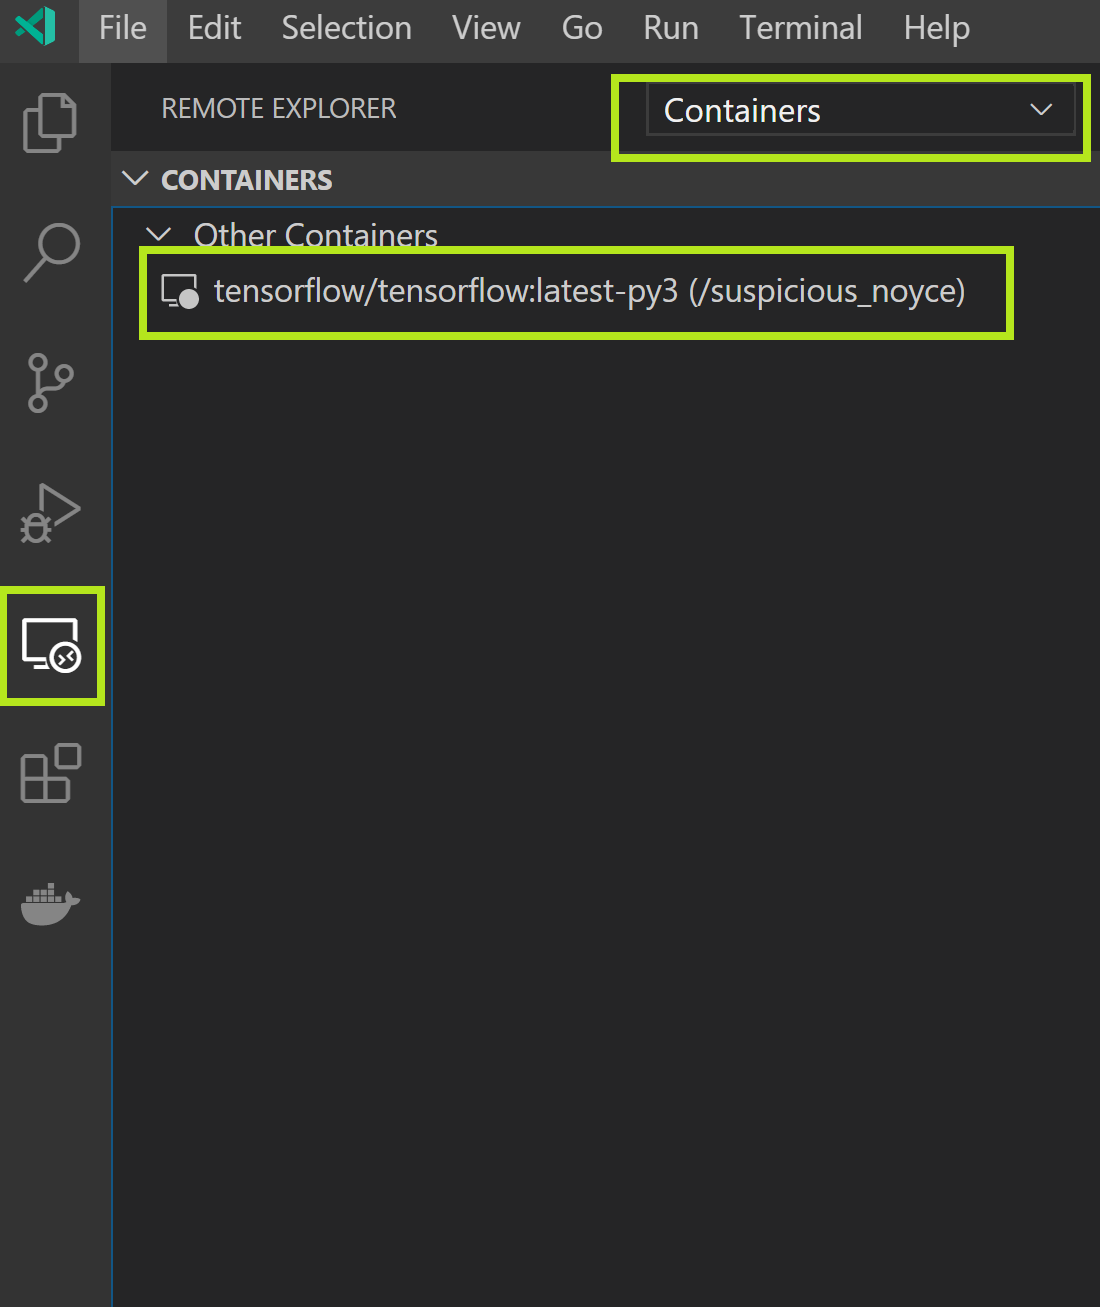 File Edit Selection View Go Run Terminal Help
REMOTE EXPLORER Containers
CONTAINERS
Other Containers
tensorflow/tensorflow:latest-py3 (/suspicious_noyce)